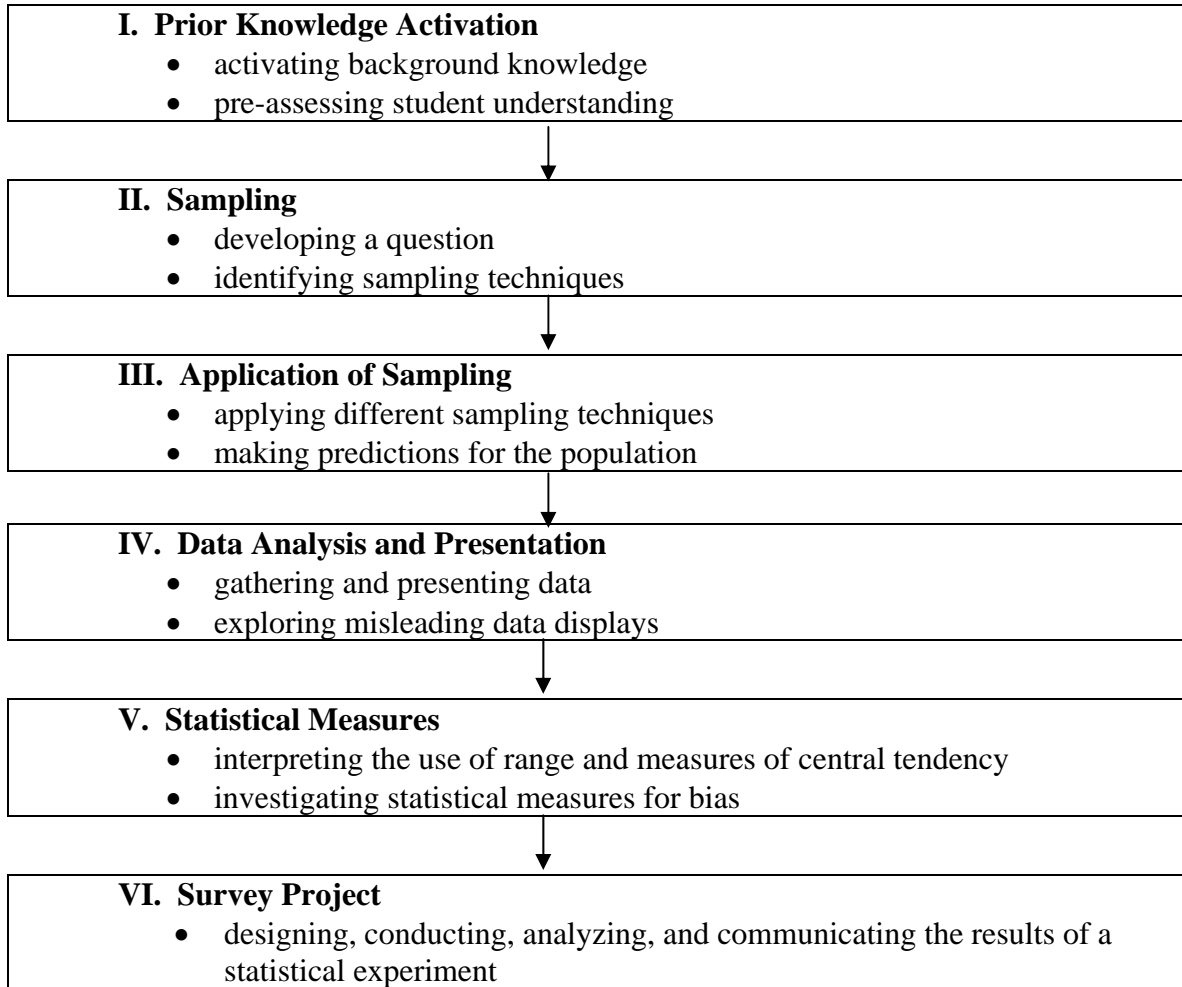 I. Prior Knowledge Activation
• activating background knowledge
• pre-assessing student understanding
II. Sampling
• developing a question
• identifying sampling techniques
III. Application of Sampling
• applying different sampling techniques
• making predictions for the population
IV. Data Analysis and Presentation
• gathering and presenting data
• exploring misleading data displays
V. Statistical Measures
• interpreting the use of range and measures of central tendency
• investigating statistical measures for bias
VI. Survey Project
• designing, conducting, analyzing, and communicating the results of a
statistical experiment